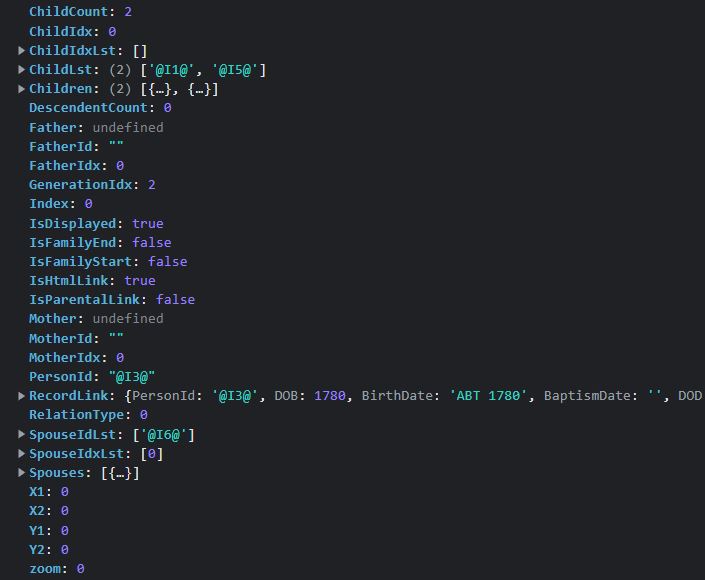 ChildCount: 2
ChildIdx: 0
ChildIdxLst: []
ChildLst: (2) ['@I1@', '@I5@']
Children: (2) [{…}, {…}]
DescendentCount: 0
Father: undefined
FatherId: ""
FatherIdx: 0
GenerationIdx: 2
Index: 0
IsDisplayed: true
IsFamilyEnd: false
IsFamilyStart: false
IsHtmlLink: true
IsParentalLink: false
Mother: undefined
MotherId: ""
MotherIdx: 0
PersonId: "@I3@"
RecordLink: {PersonId: '@I3@', DOB: 1780, BirthDate: 'ABT 1780', BaptismDate: '', DOD
RelationType: 0
SpouseIdLst: ['@I6@']
SpouseIdxLst: [0]
Spouses: [{…}]
X1: 0
X2: 0
Y1: 0
Y2: 0
zoom: 0